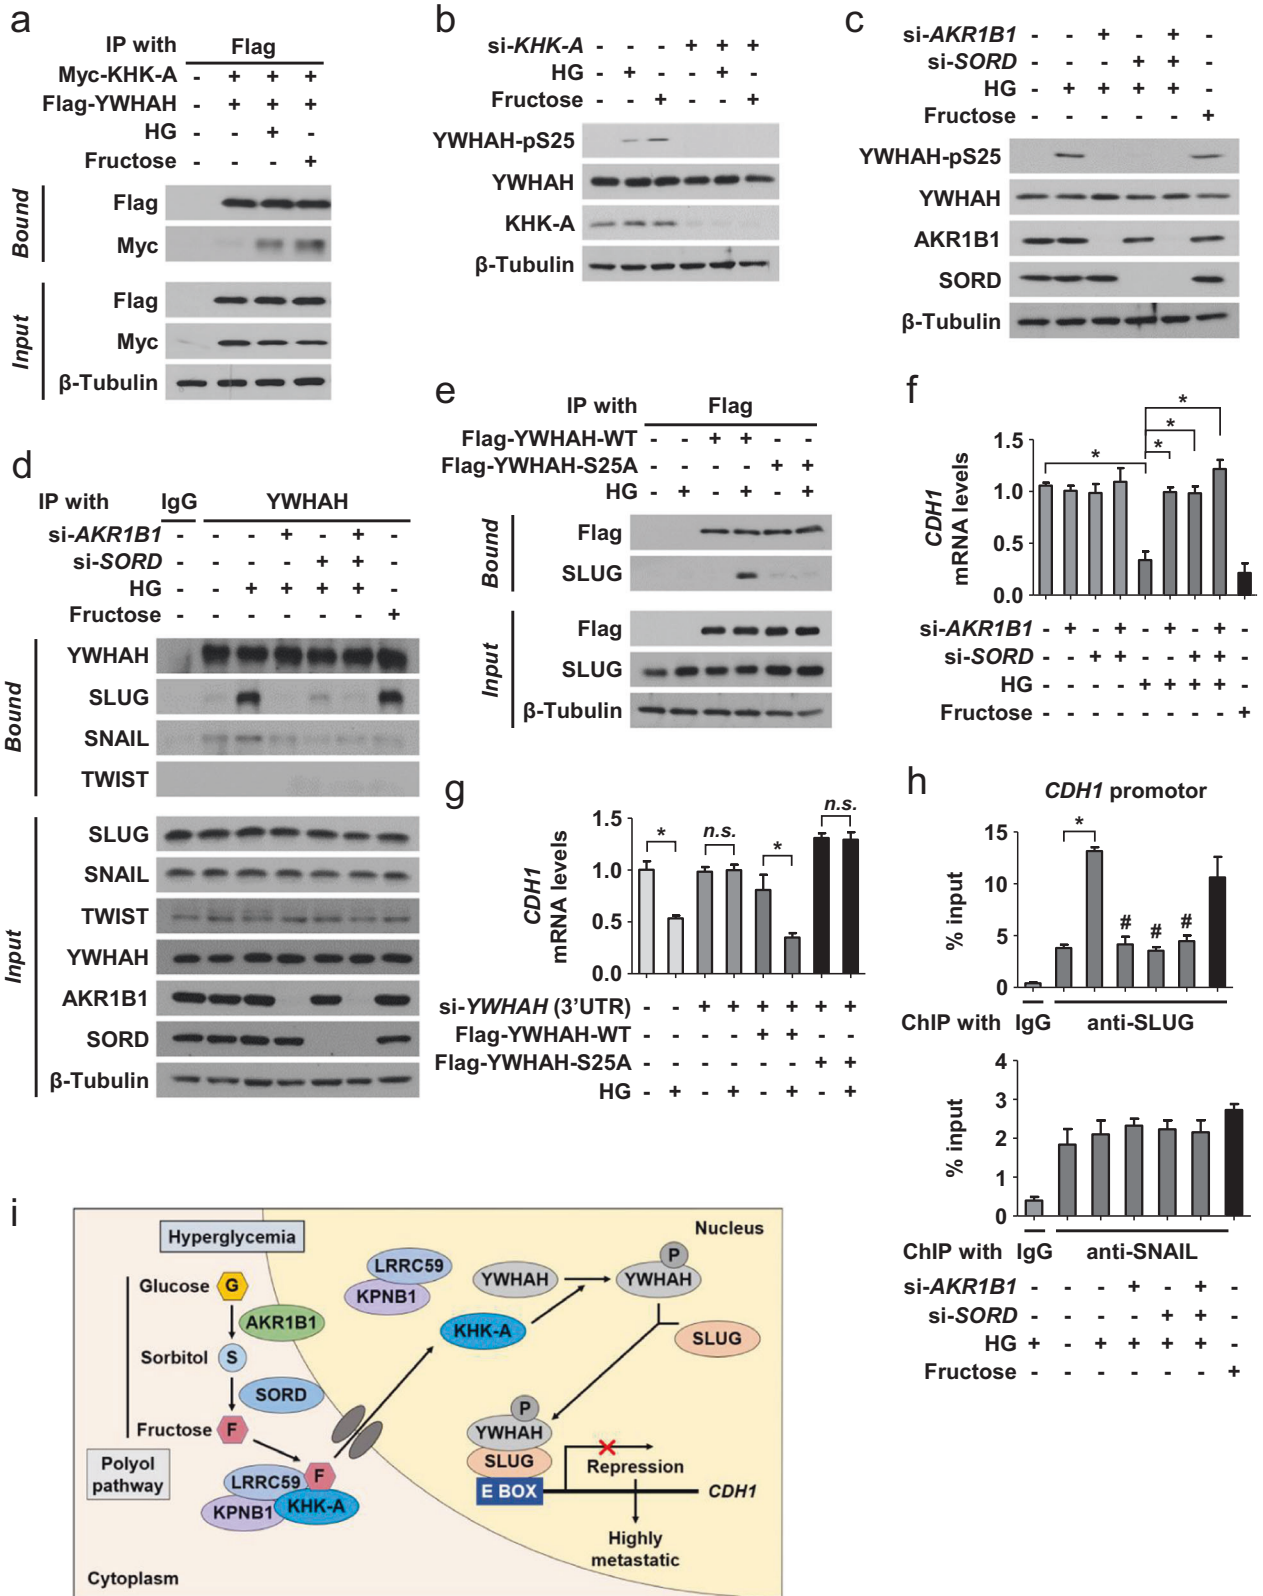 a
IP with Flag
Myc-KHK-A - + + +
Flag-YWHAH - + + +
HG - - + -
Fructose - - - +
Bound
Flag
Myc
Input
Flag
Myc
β-Tubulin
b
si-KHK-A - - - + + +
HG - + - - + -
Fructose - - + - - +
YWHAH-pS25
YWHAH
KHK-A
β-Tubulin
c
si-AKR1B1 - - + - + -
si-SORD - - - + + -
HG - + + + + -
Fructose - - - - - +
YWHAH-pS25
YWHAH
AKR1B1
SORD
β-Tubulin
d
IP with IgG YWHAH
si-AKR1B1 - - - + - + -
si-SORD - - - - + + -
HG - - + + + + -
Fructose - - - - - - +
Bound
YWHAH
SLUG
SNAIL
TWIST
Input
SLUG
SNAIL
TWIST
YWHAH
AKR1B1
SORD
β-Tubulin
e
IP with Flag
Flag-YWHAH-WT - - + + - -
Flag-YWHAH-S25A - - - - + +
HG - + - + - +
Bound
Flag
SLUG
Input
Flag
SLUG
β-Tubulin
f
CDH1
mRNA levels
1.5
1.0
0.5
0.0
* * * *
si-AKR1B1 - + - + - + - + -
si-SORD - - + + - - + + -
HG - - - - + + + + -
Fructose - - - - - - - - +
g
CDH1
mRNA levels
1.5
1.0
0.5
0.0
* n.s. * n.s.
si-YWHAH (3'UTR) - - + + + + + +
Flag-YWHAH-WT - - - - + + - -
Flag-YWHAH-S25A - - - - - - + +
HG - + - + - + - +
h
CDH1 promotor
% input
15
10
5
0
*
# # #
ChIP with IgG anti-SLUG
% input
4
3
2
1
0
ChIP with IgG anti-SNAIL
si-AKR1B1 - - - + - + -
si-SORD - - - - + + -
HG + - + + + + -
Fructose - - - - - - +
i
Hyperglycemia
Nucleus
Glucose G
AKR1B1
Sorbitol S
SORD
Fructose F
Polyol
pathway
LRRC59 F
KPNB1 KHK-A
Cytoplasm
LRRC59
KPNB1
KHK-A
YWHAH
P
YWHAH
SLUG
P
YWHAH
SLUG
E BOX
Repression
CDH1
Highly
metastatic